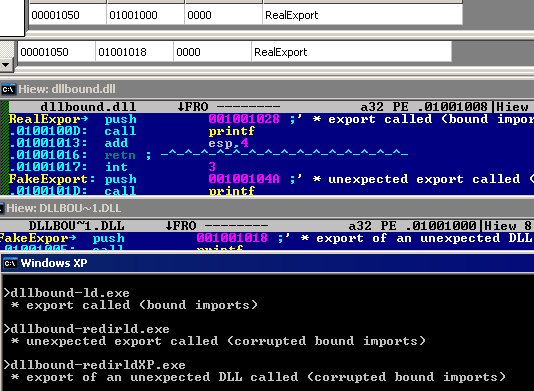 00001050 01001000 0000 RealExport
00001050 01001018 0000 RealExport
Hiew: dllbound.dll
dllbound.dll ↓FRO -------- a32 PE .01001008|Hiew
RealExpor→ push 001001028 ;' * export called (bound impor
.0100100D: call printf
.01001013: add esp,4
.01001016: retn ; -^-^-^-^-^-^-^-^-^-^-^-^-^-^-^-^-
.01001017: int 3
FakeExport: push 00100104A ;' * unexpected export called (
.0100101D: call printf
Hiew: DLLBOU~1.DLL
DLLBOU~1.DLL ↓FRO -------- a32 PE .01001000|Hiew 8
FakeExpor→ push 001001018 ;' * export of an unexpected DLL
.01001005: call printf
Windows XP
>dllbound-ld.exe
* export called (bound imports)
>dllbound-redirld.exe
* unexpected export called (corrupted bound imports)
>dllbound-redirldXP.exe
* export of an unexpected DLL called (corrupted bound imports)